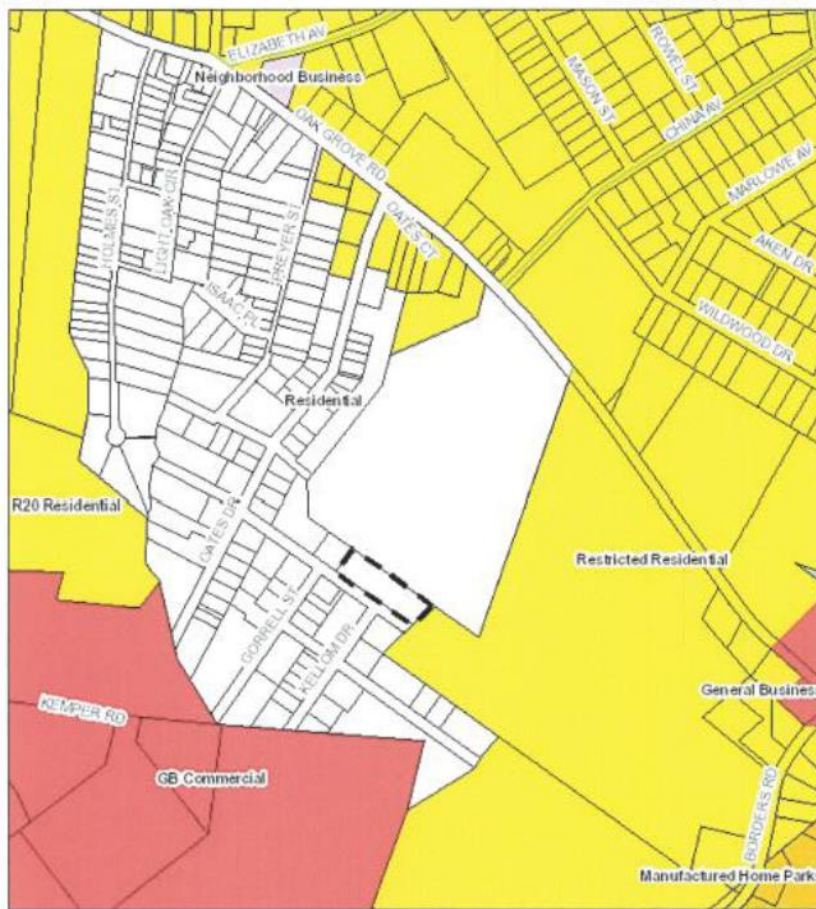 ELIZABETH AV
ROWEL ST
MASON ST
Neighborhood Business
CHINA AV
OAK GROVE RD
MARLOWE AV
HOLMES ST
LIGHT OAK CIR
PREYER ST
OATES CT
AKEN DR
ISAAC PL
WILDWOOD DR
Residential
R20 Residential
OATES DR
Restricted Residential
GORRELL ST
KELLOM DR
General Business
KEMPER RD
GB Commercial
BORDERS RD
Manufactured Home Park